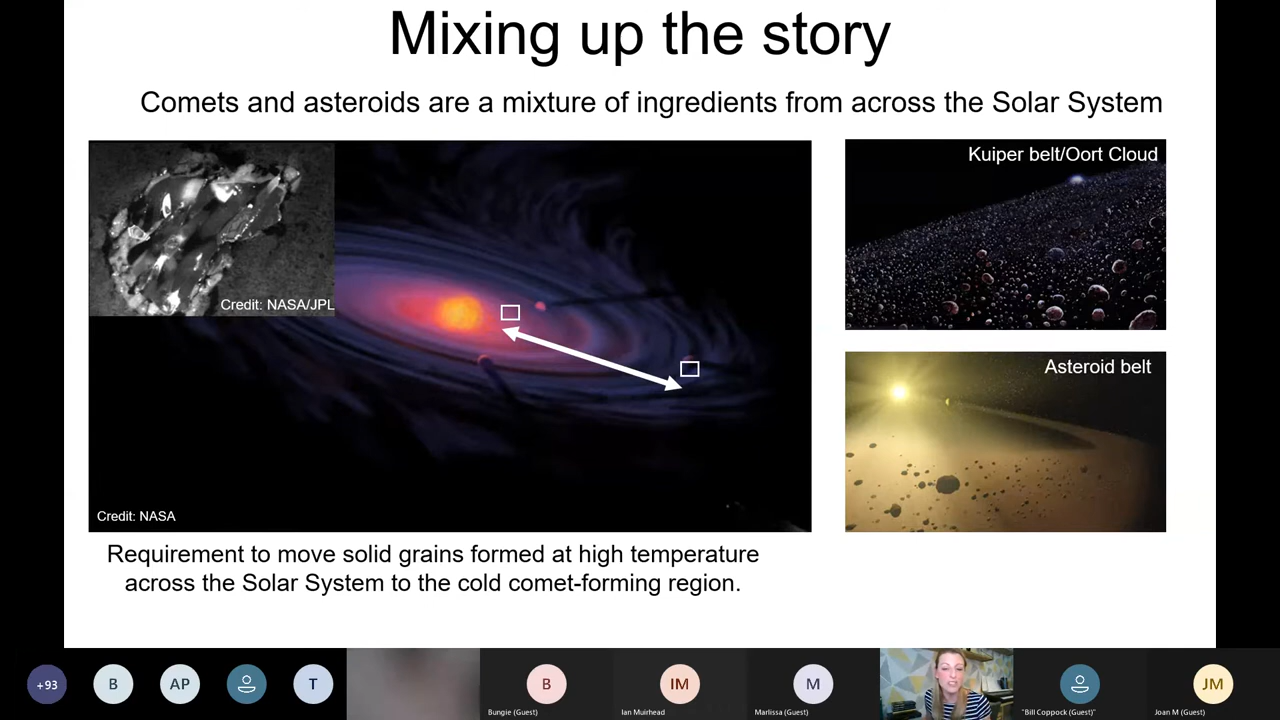 Mixing up the story
Comets and asteroids are a mixture of ingredients from across the Solar System
Credit: NASA/JPL
Credit: NASA
Kuiper belt/Oort Cloud
Asteroid belt
Requirement to move solid grains formed at high temperature
across the Solar System to the cold comet-forming region.
+93
B
AP
T
B
Bungie (Guest)
IM
Ian Muirhead
M
Marlissa (Guest)
"Bill Coppock (Guest)"
JM
Joan M (Guest)